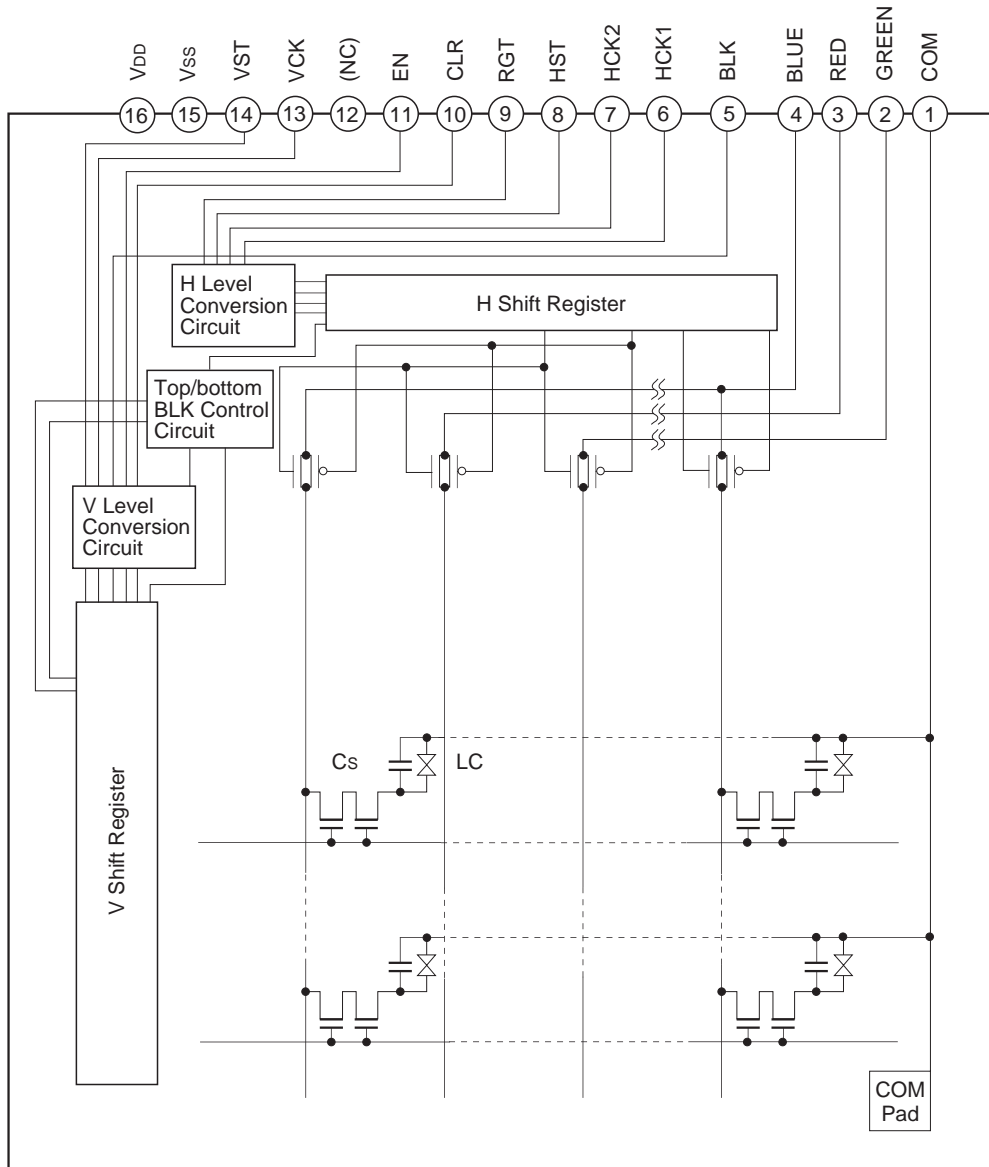 VDD
VSS
VST
VCK
(NC)
EN
CLR
RGT
HST
HCK2
HCK1
BLK
BLUE
RED
GREEN
COM
16
15
14
13
12
11
10
9
8
7
6
5
4
3
2
1
H Level
Conversion
Circuit
H Shift Register
Top/bottom
BLK Control
Circuit
V Level
Conversion
Circuit
V Shift Register
Cs
LC
COM
Pad